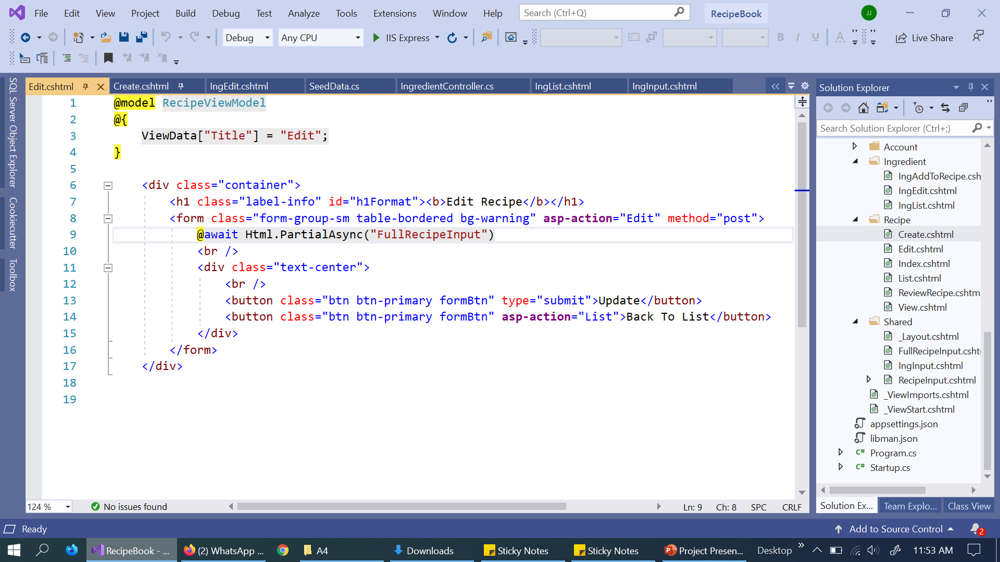 File Edit View Project Build Debug Test Analyze Tools Extensions Window Help Search (Ctrl+Q) RecipeBook JJ
Debug Any CPU IIS Express B I U A Live Share
SQL Server Object Explorer
Cookiecutter
Toolbox
Edit.cshtml Create.cshtml IngEdit.cshtml SeedData.cs IngredientController.cs IngList.cshtml IngInput.cshtml
1 @model RecipeViewModel
2 @{
3 ViewData["Title"] = "Edit";
4 }
5
6 <div class="container">
7 <h1 class="label-info" id="h1Format"><b>Edit Recipe</b></h1>
8 <form class="form-group-sm table-bordered bg-warning" asp-action="Edit" method="post">
9 @await Html.PartialAsync("FullRecipeInput")
10 <br />
11 <div class="text-center">
12 <br />
13 <button class="btn btn-primary formBtn" type="submit">Update</button>
14 <button class="btn btn-primary formBtn" asp-action="List">Back To List</button>
15 </div>
16 </form>
17 </div>
18
19
124 % No issues found Ln: 9 Ch: 8 SPC CRLF
Solution Explorer
Search Solution Explorer (Ctrl+;)
Account
Ingredient
IngAddToRecipe.csh
IngEdit.cshtml
IngList.cshtml
Recipe
Create.cshtml
Edit.cshtml
Index.cshtml
List.cshtml
ReviewRecipe.cshtm
View.cshtml
Shared
_Layout.cshtml
FullRecipeInput.csht
IngInput.cshtml
RecipeInput.cshtml
_ViewImports.cshtml
_ViewStart.cshtml
appsettings.json
libman.json
C# Program.cs
C# Startup.cs
Solution Ex... Team Explo... Class View
Ready Add to Source Control 2
RecipeBook - ... (2) WhatsApp ... A4 Downloads Sticky Notes Sticky Notes Project Presen... Desktop 11:53 AM